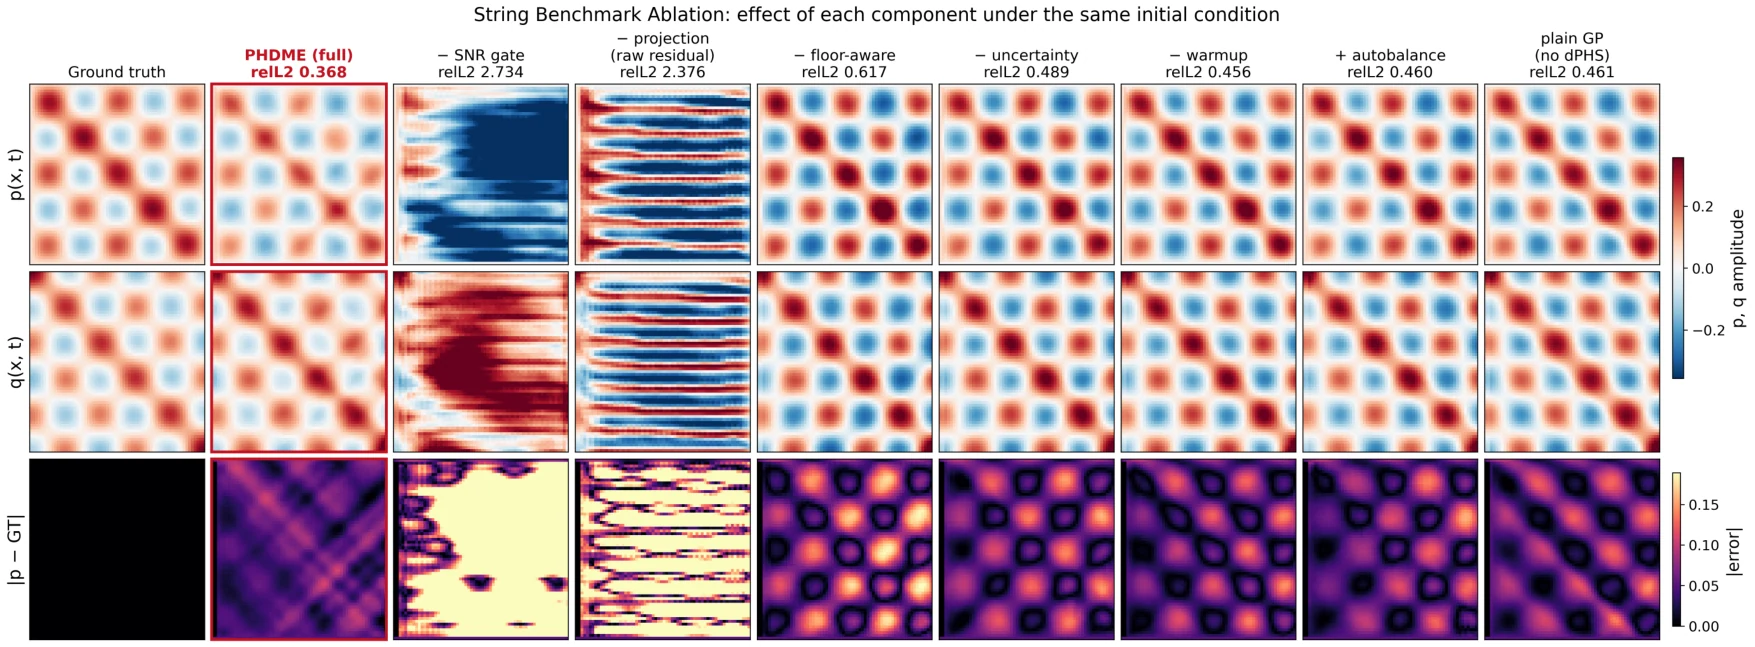 String Benchmark Ablation: effect of each component under the same initial condition
Ground truth
PHDME (full)
relL2 0.368
− SNR gate
relL2 2.734
− projection
(raw residual)
relL2 2.376
− floor-aware
relL2 0.617
− uncertainty
relL2 0.489
− warmup
relL2 0.456
+ autobalance
relL2 0.460
plain GP
(no dPHS)
relL2 0.461
p(x, t)
q(x, t)
|p − GT|
0.2
0.0
−0.2
p, q amplitude
0.15
0.10
0.05
0.00
|error|